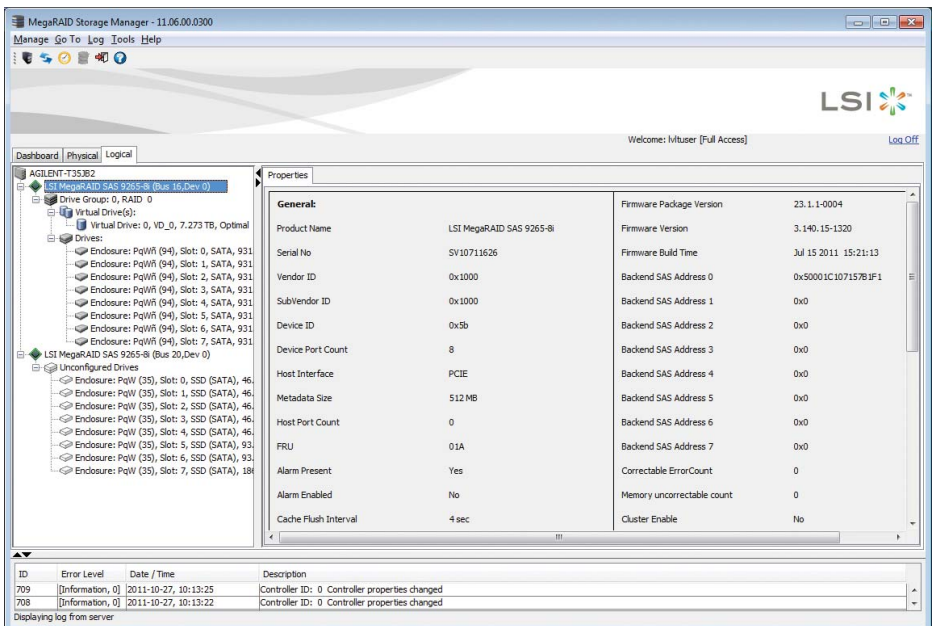 MegaRAID Storage Manager - 11.06.00.0300
Manage Go To Log Tools Help
LSI
Welcome: lvltuser [Full Access]
Log Off
Dashboard Physical Logical
AGILENT-T35JB2
LSI MegaRAID SAS 9265-8i (Bus 16,Dev 0)
Drive Group: 0, RAID 0
Virtual Drive(s):
Virtual Drive: 0, VD_0, 7.273 TB, Optimal
Drives:
Enclosure: PqWñ (94), Slot: 0, SATA, 931
Enclosure: PqWñ (94), Slot: 1, SATA, 931
Enclosure: PqWñ (94), Slot: 2, SATA, 931
Enclosure: PqWñ (94), Slot: 3, SATA, 931
Enclosure: PqWñ (94), Slot: 4, SATA, 931
Enclosure: PqWñ (94), Slot: 5, SATA, 931
Enclosure: PqWñ (94), Slot: 6, SATA, 931
Enclosure: PqWñ (94), Slot: 7, SATA, 931
LSI MegaRAID SAS 9265-8i (Bus 20,Dev 0)
Unconfigured Drives
Enclosure: PqW (35), Slot: 0, SSD (SATA), 46.
Enclosure: PqW (35), Slot: 1, SSD (SATA), 46.
Enclosure: PqW (35), Slot: 2, SSD (SATA), 46.
Enclosure: PqW (35), Slot: 3, SSD (SATA), 46.
Enclosure: PqW (35), Slot: 4, SSD (SATA), 46.
Enclosure: PqW (35), Slot: 5, SSD (SATA), 93.
Enclosure: PqW (35), Slot: 6, SSD (SATA), 93.
Enclosure: PqW (35), Slot: 7, SSD (SATA), 186
Properties
General:
Product Name LSI MegaRAID SAS 9265-8i
Serial No SV10711626
Vendor ID 0x1000
SubVendor ID 0x1000
Device ID 0x5b
Device Port Count 8
Host Interface PCIE
Metadata Size 512 MB
Host Port Count 0
FRU 01A
Alarm Present Yes
Alarm Enabled No
Cache Flush Interval 4 sec
Firmware Package Version 23.1.1-0004
Firmware Version 3.140.15-1320
Firmware Build Time Jul 15 2011 15:21:13
Backend SAS Address 0 0x50001C107157B1F1
Backend SAS Address 1 0x0
Backend SAS Address 2 0x0
Backend SAS Address 3 0x0
Backend SAS Address 4 0x0
Backend SAS Address 5 0x0
Backend SAS Address 6 0x0
Backend SAS Address 7 0x0
Correctable ErrorCount 0
Memory uncorrectable count 0
Cluster Enable No
ID Error Level Date / Time Description
709 [Information, 0] 2011-10-27, 10:13:25 Controller ID: 0 Controller properties changed
708 [Information, 0] 2011-10-27, 10:13:22 Controller ID: 0 Controller properties changed
Displaying log from server